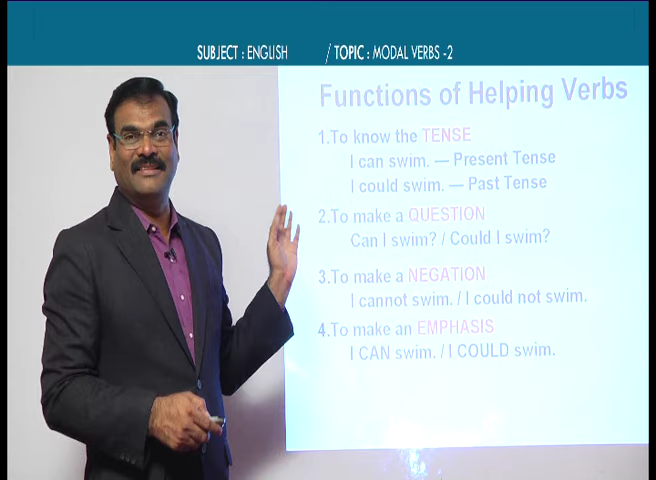 SUBJECT : ENGLISH / TOPIC : MODAL VERBS -2
Functions of Helping Verbs
1.To know the TENSE
I can swim. — Present Tense
I could swim. — Past Tense
2.To make a QUESTION
Can I swim? / Could I swim?
3.To make a NEGATION
I cannot swim. / I could not swim.
4.To make an EMPHASIS
I CAN swim. / I COULD swim.